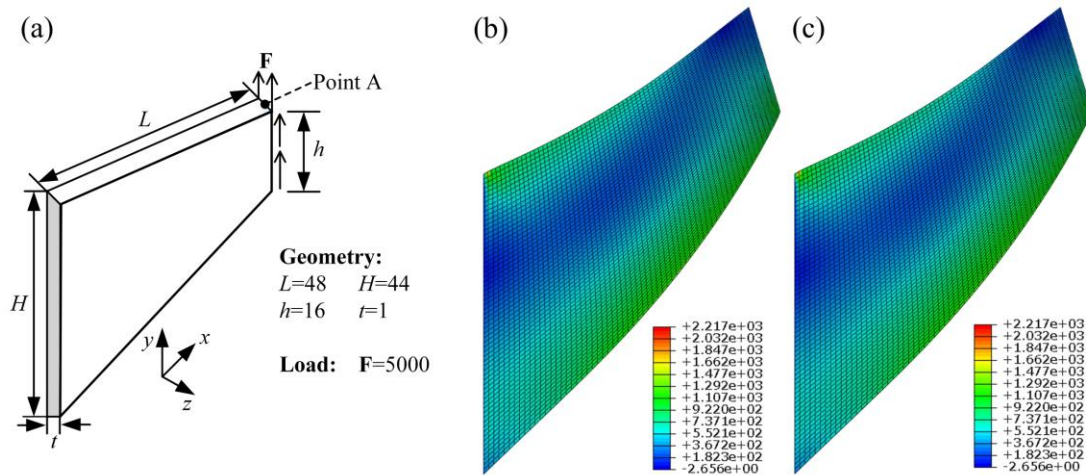 (a)
F
Point A
L
h
H
Geometry:
L=48 H=44
h=16 t=1
Load: F=5000
y
x
z
t
(b)
+2.217e+03
+2.032e+03
+1.847e+03
+1.662e+03
+1.477e+03
+1.292e+03
+1.107e+03
+9.220e+02
+7.371e+02
+5.521e+02
+3.672e+02
+1.823e+02
-2.656e+00
(c)
+2.217e+03
+2.032e+03
+1.847e+03
+1.662e+03
+1.477e+03
+1.292e+03
+1.107e+03
+9.220e+02
+7.371e+02
+5.521e+02
+3.672e+02
+1.823e+02
-2.656e+00